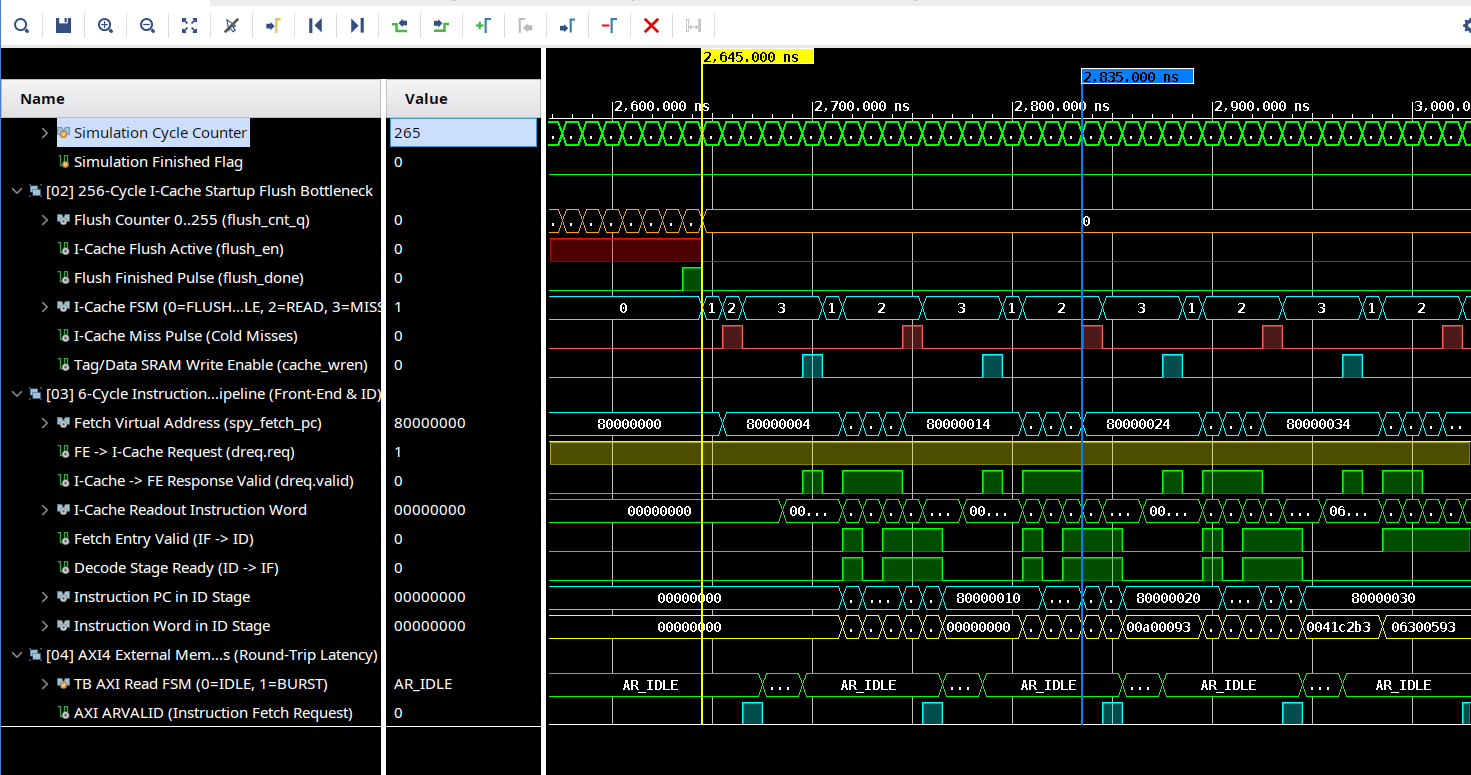 2,645.000 ns
2,835.000 ns
Name Value 2,600.000 ns 2,700.000 ns 2,800.000 ns 2,900.000 ns 3,000.0
Simulation Cycle Counter 265
Simulation Finished Flag 0
[02] 256-Cycle I-Cache Startup Flush Bottleneck
Flush Counter 0..255 (flush_cnt_q) 0 0
I-Cache Flush Active (flush_en) 0
Flush Finished Pulse (flush_done) 0
I-Cache FSM (0=FLUSH...LE, 2=READ, 3=MISS 1 0 1 2 3 1 2 3 1 2 3 1 2 3 1 2
I-Cache Miss Pulse (Cold Misses) 0
Tag/Data SRAM Write Enable (cache_wren) 0
[03] 6-Cycle Instruction...ipeline (Front-End & ID)
Fetch Virtual Address (spy_fetch_pc) 80000000 80000000 80000004 80000014 80000024 80000034
FE -> I-Cache Request (dreq.req) 1
I-Cache -> FE Response Valid (dreq.valid) 0
I-Cache Readout Instruction Word 00000000 00000000 00... 00... 00... 06...
Fetch Entry Valid (IF -> ID) 0
Decode Stage Ready (ID -> IF) 0
Instruction PC in ID Stage 00000000 00000000 ... 80000010 ... 80000020 ... 80000030
Instruction Word in ID Stage 00000000 00000000 00000000 00a00093 0041c2b3 06300593
[04] AXI4 External Mem...s (Round-Trip Latency)
TB AXI Read FSM (0=IDLE, 1=BURST) AR_IDLE AR_IDLE ... AR_IDLE ... AR_IDLE ... AR_IDLE ... AR_IDLE
AXI ARVALID (Instruction Fetch Request) 0